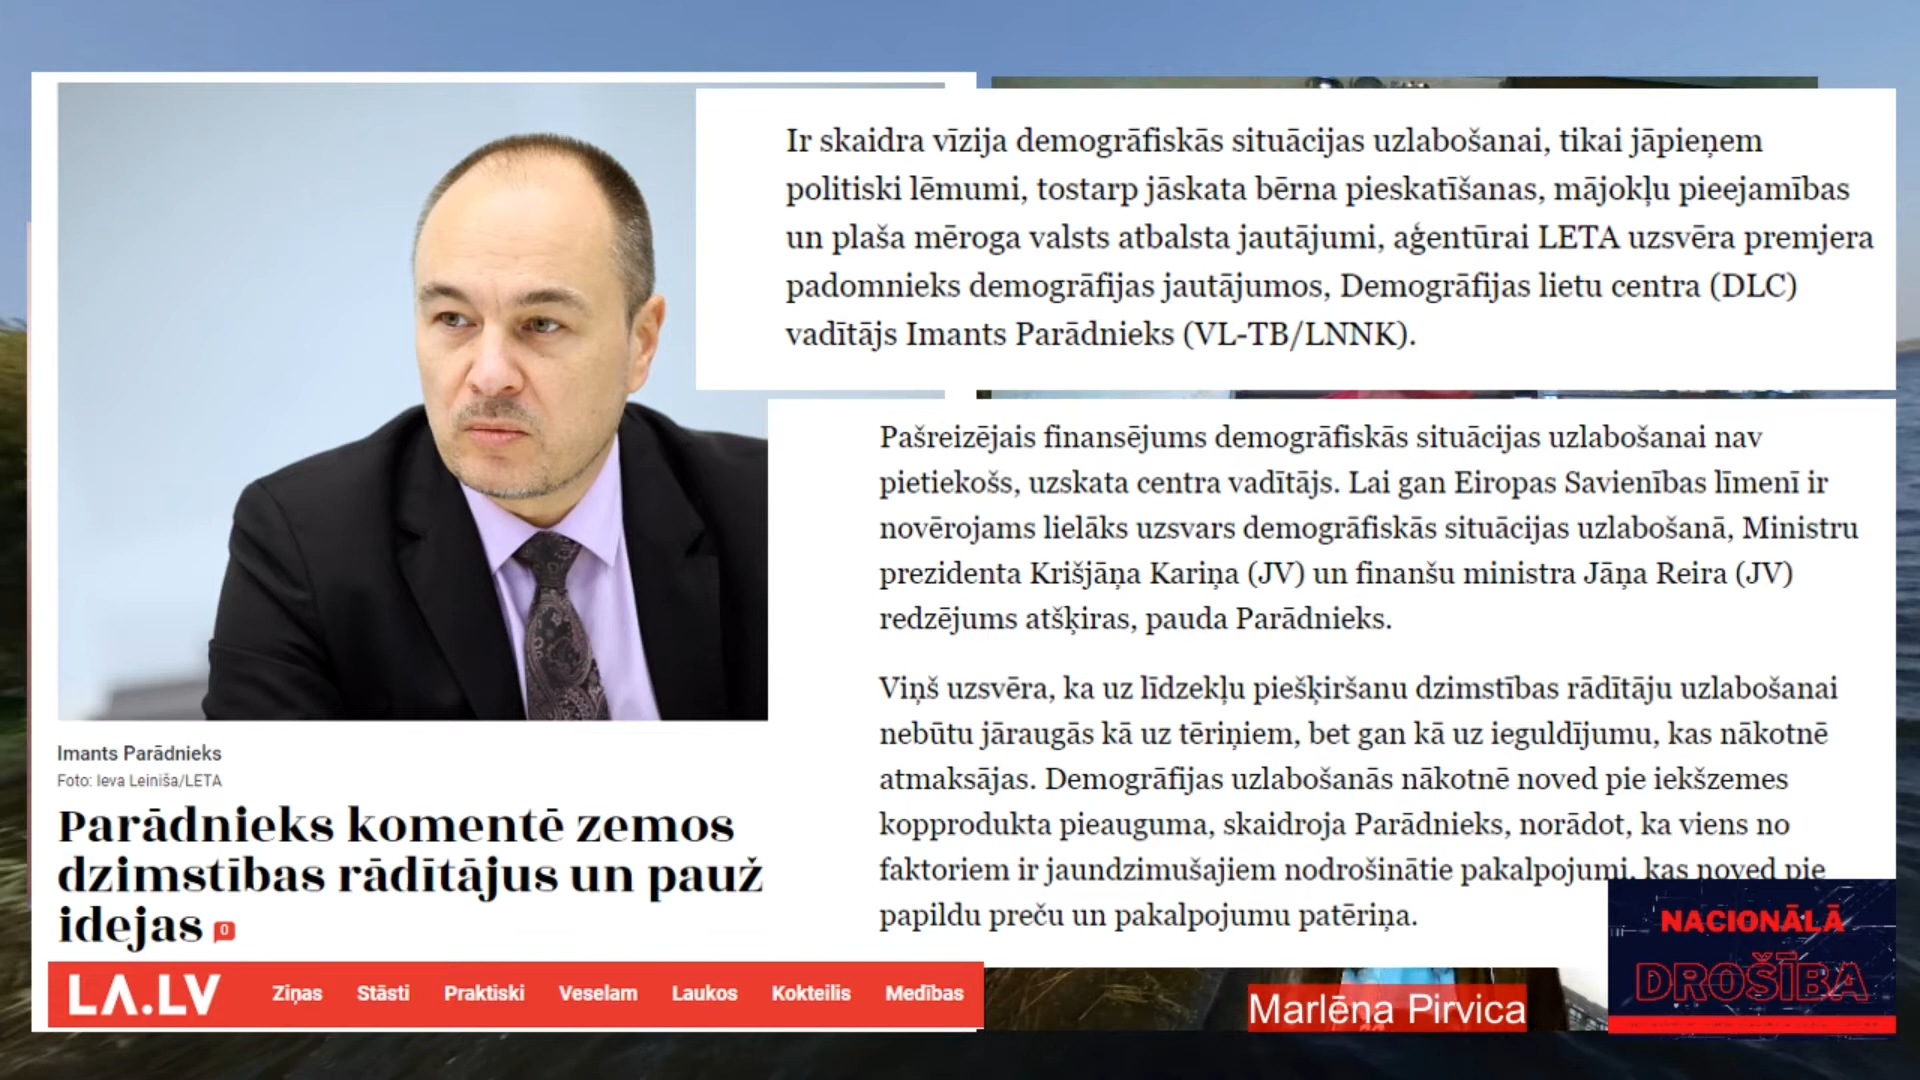 Ir skaidra vīzija demogrāfiskās situācijas uzlabošanai, tikai jāpieņem
politiski lēmumi, tostarp jāskata bērna pieskatīšanas, mājokļu pieejamības
un plaša mēroga valsts atbalsta jautājumi, aģentūrai LETA uzsvēra premjera
padomnieks demogrāfijas jautājumos, Demogrāfijas lietu centra (DLC)
vadītājs Imants Parādnieks (VL-TB/LNNK).
Pašreizējais finansējums demogrāfiskās situācijas uzlabošanai nav
pietiekošs, uzskata centra vadītājs. Lai gan Eiropas Savienības līmenī ir
novērojams lielāks uzsvars demogrāfiskās situācijas uzlabošanā, Ministru
prezidenta Krišjāņa Kariņa (JV) un finanšu ministra Jāņa Reira (JV)
redzējums atšķiras, pauda Parādnieks.
Viņš uzsvēra, ka uz līdzekļu piešķiršanu dzimstības rādītāju uzlabošanai
nebūtu jāraugās kā uz tēriņiem, bet gan kā uz ieguldījumu, kas nākotnē
atmaksājas. Demogrāfijas uzlabošanās nākotnē noved pie iekšzemes
kopprodukta pieauguma, skaidroja Parādnieks, norādot, ka viens no
faktoriem ir jaundzimušajiem nodrošinātie pakalpojumi, kas noved pie
papildu preču un pakalpojumu patēriņa.
Imants Parādnieks
Foto: Ieva Leiniša/LETA
Parādnieks komentē zemos
dzimstības rādītājus un pauž
idejas 0
LA.LV Ziņas Stāsti Praktiski Veselam Laukos Kokteilis Medības
Marlēna Pirvica
NACIONĀLĀ
DROŠĪBA